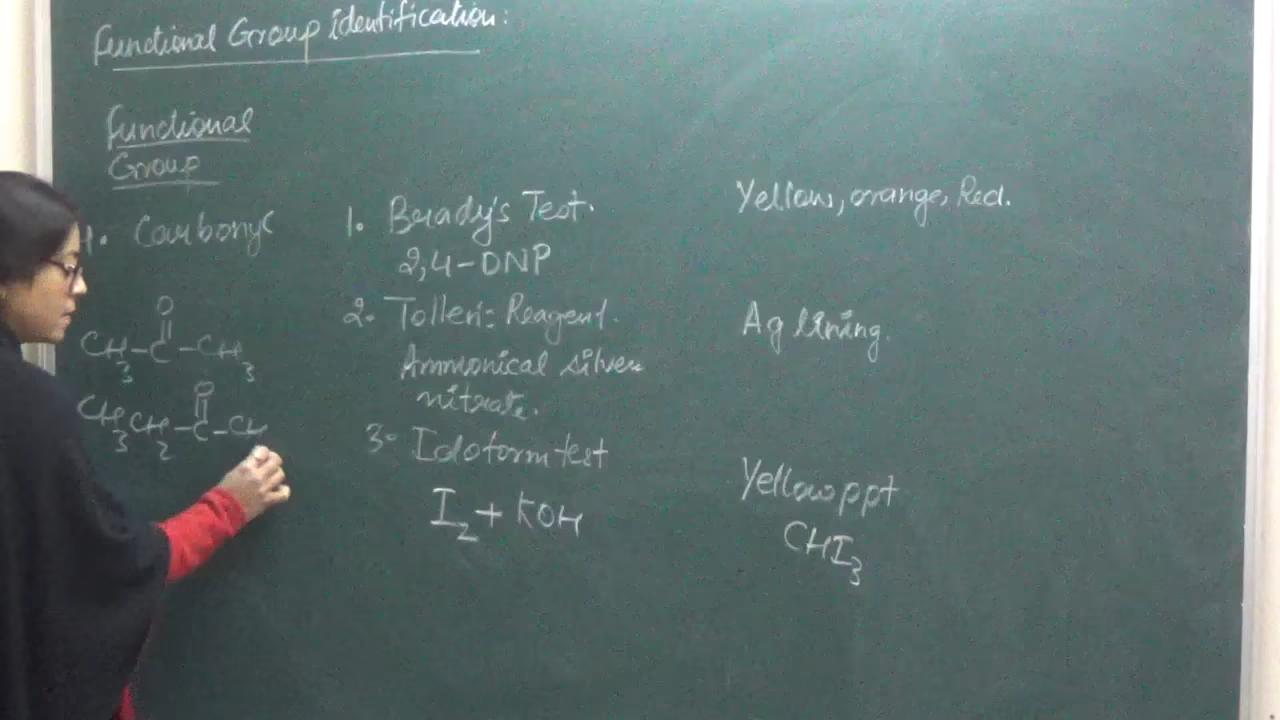 Functional Group identification:
Functional
Group
1. Carbonyl
1. Brady's Test.
2,4-DNP
Yellow, orange, Red.
O
||
CH3-C-CH3
O
||
CH3CH2-C-CH
2. Tollen's Reagent.
Ammonical silver
nitrate.
Ag lining.
3- Idoform test
I2 + KOH
Yellow ppt
CHI3